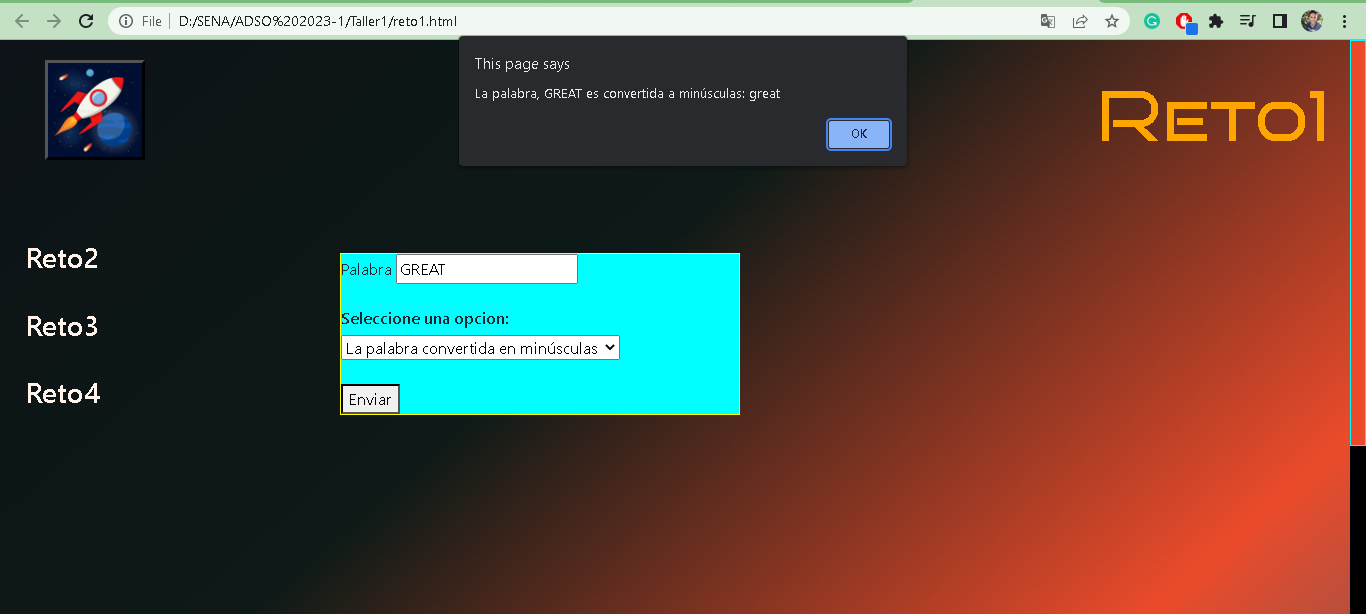 File D:/SENA/ADSO%202023-1/Taller1/reto1.html
This page says
La palabra, GREAT es convertida a minúsculas: great
OK
Reto1
Reto2
Reto3
Reto4
Palabra GREAT
Seleccione una opcion:
La palabra convertida en minúsculas
Enviar